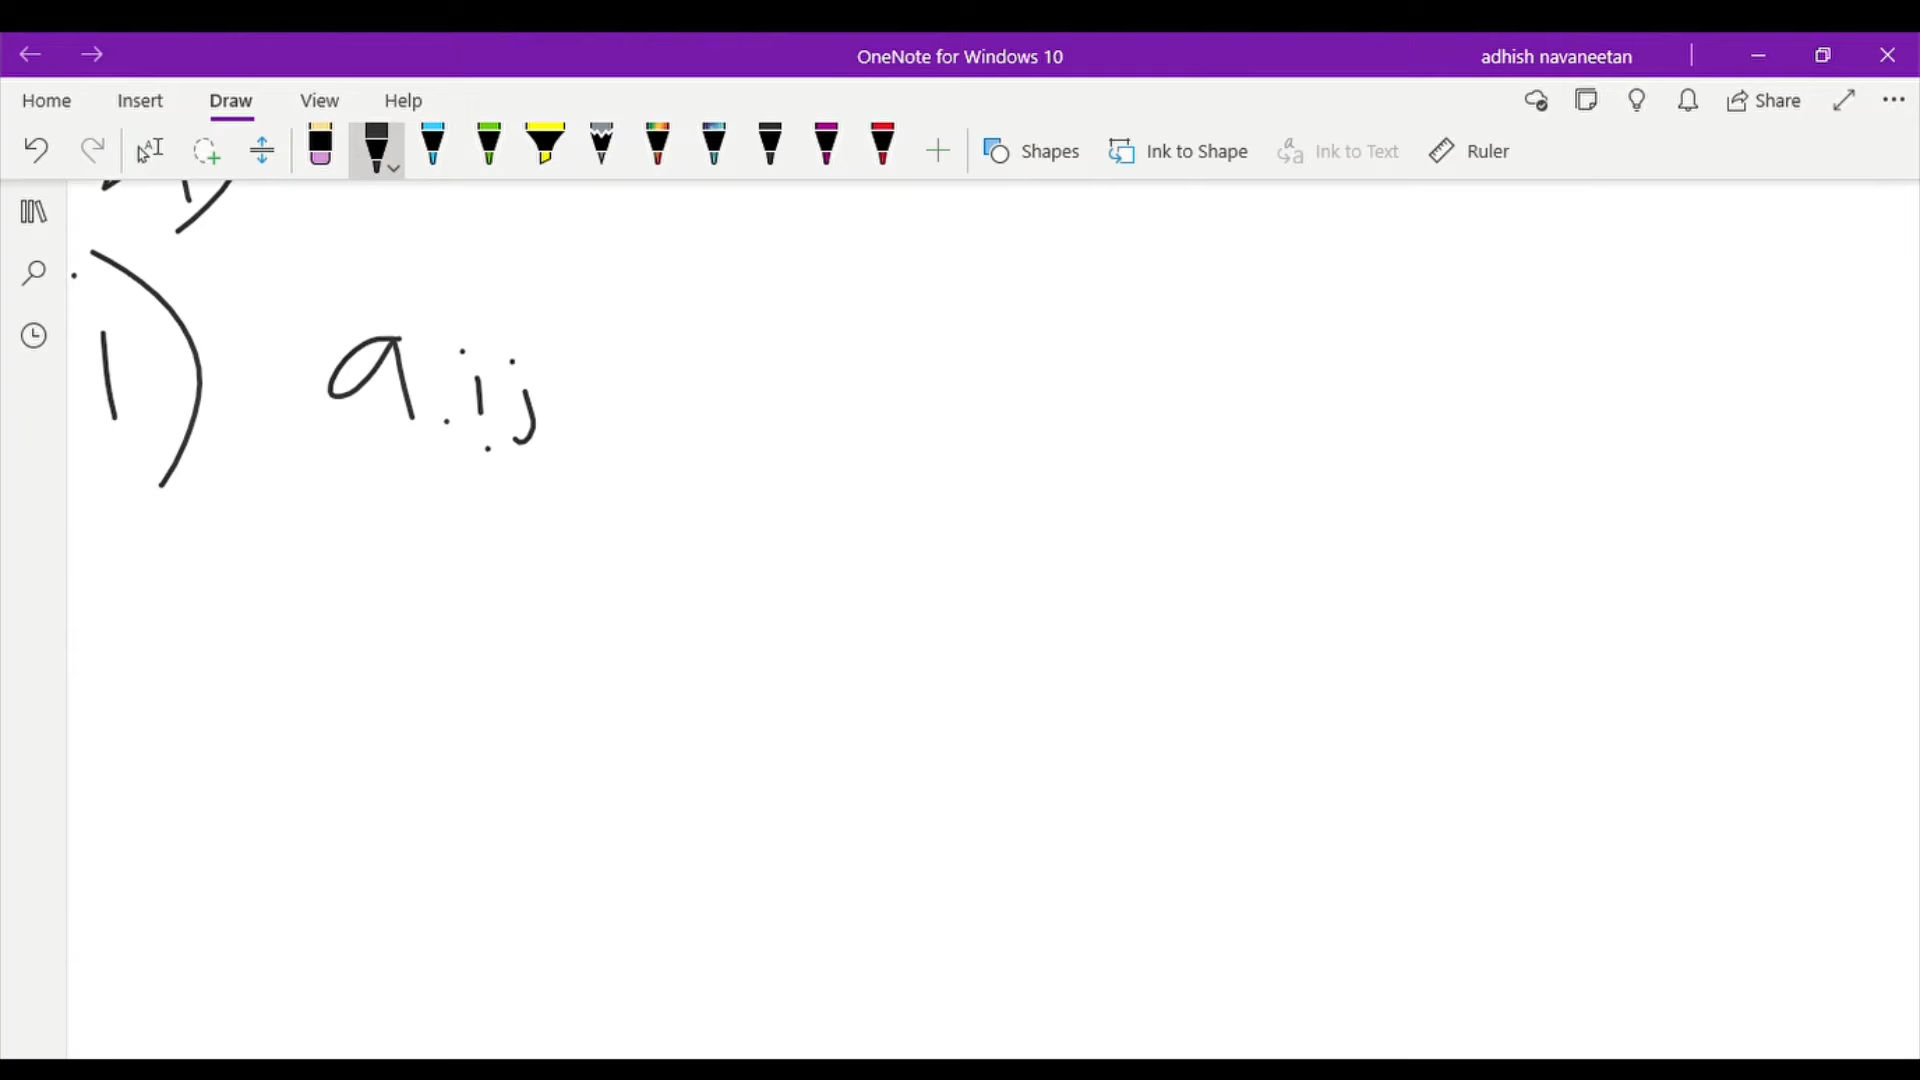 OneNote for Windows 10 adhish navaneetan
Home Insert Draw View Help Share
Shapes Ink to Shape Ink to Text Ruler
i) a ij